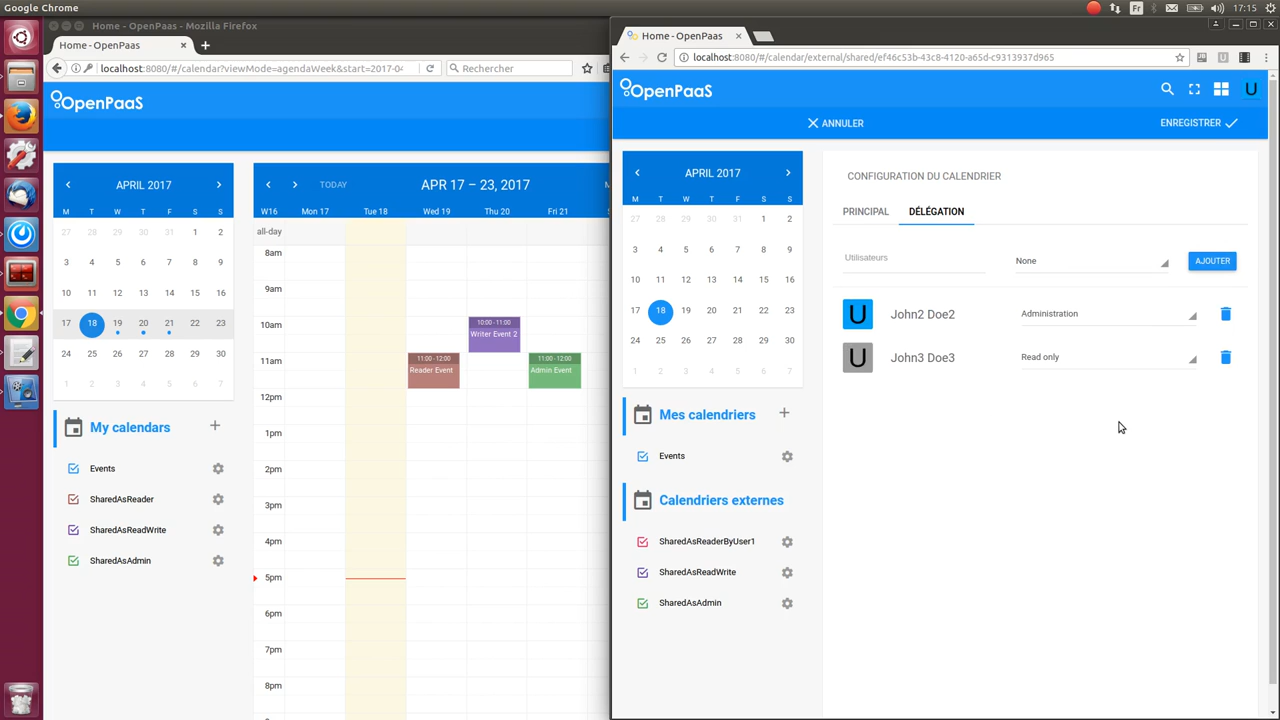 Google Chrome
Fr
17:15
Home - OpenPaas - Mozilla Firefox
Home - OpenPaas
localhost:8080/#/calendar?viewMode=agendaWeek&start=2017-04
Rechercher
OpenPaaS
APRIL 2017
M T W T F S S
27 28 29 30 31 1 2
3 4 5 6 7 8 9
10 11 12 13 14 15 16
17 18 19 20 21 22 23
24 25 26 27 28 29 30
1 2 3 4 5 6 7
My calendars
Events
SharedAsReader
SharedAsReadWrite
SharedAsAdmin
TODAY
APR 17 – 23, 2017
W16 Mon 17 Tue 18 Wed 19 Thu 20 Fri 21
all-day
8am
9am
10am
11am
12pm
1pm
2pm
3pm
4pm
5pm
6pm
7pm
8pm
11:00 - 12:00
Reader Event
10:00 - 11:00
Writer Event 2
11:00 - 12:00
Admin Event
Home - OpenPaas
localhost:8080/#/calendar/external/shared/ef46c53b-43c8-4120-a65d-c9313937d965
OpenPaaS
U
ANNULER
ENREGISTRER
APRIL 2017
M T W T F S S
27 28 29 30 31 1 2
3 4 5 6 7 8 9
10 11 12 13 14 15 16
17 18 19 20 21 22 23
24 25 26 27 28 29 30
1 2 3 4 5 6 7
Mes calendriers
Events
Calendriers externes
SharedAsReaderByUser1
SharedAsReadWrite
SharedAsAdmin
CONFIGURATION DU CALENDRIER
PRINCIPAL
DÉLÉGATION
Utilisateurs
None
AJOUTER
U
John2 Doe2
Administration
U
John3 Doe3
Read only